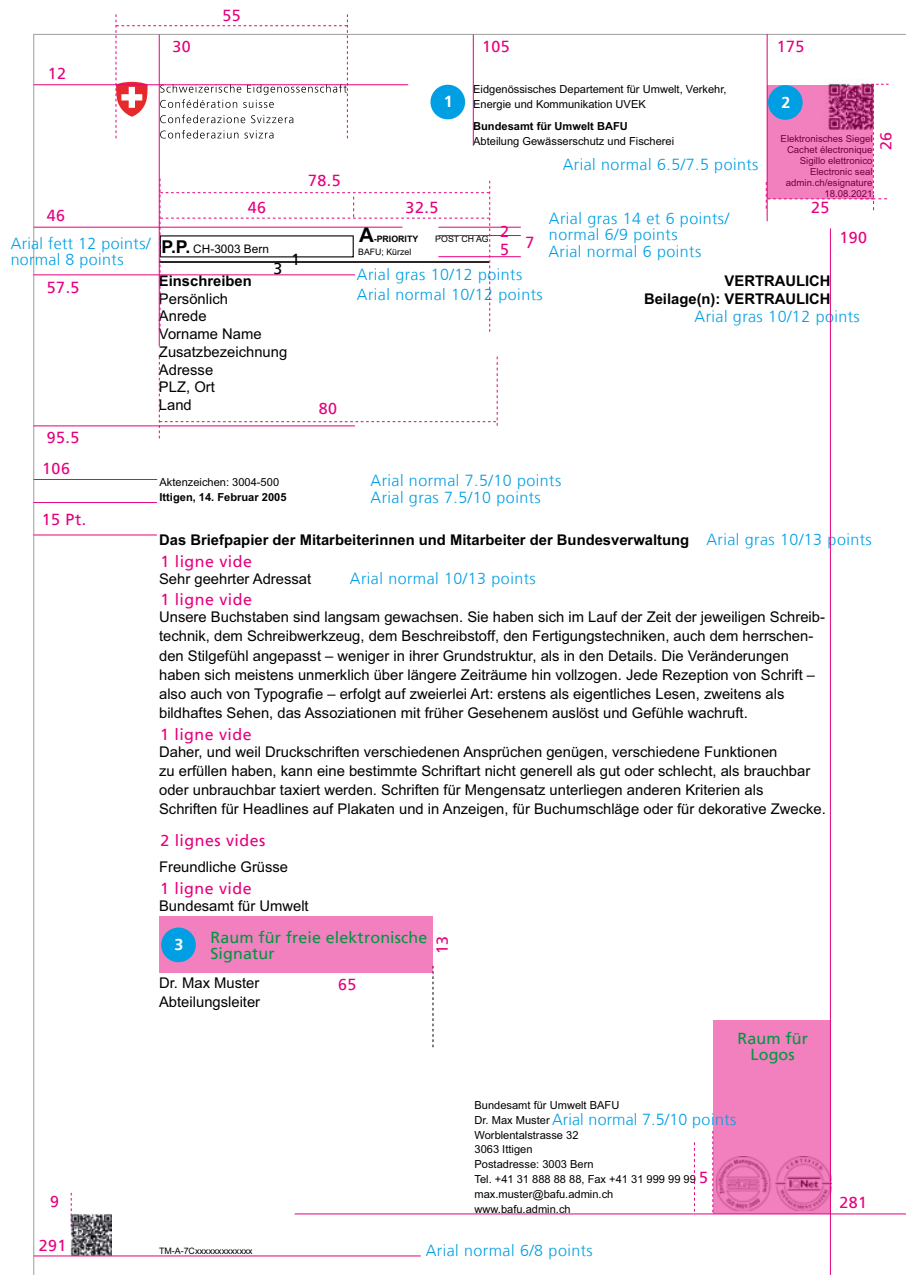 55
30
105
175
12
Schweizerische Eidgenossenschaft
Confédération suisse
Confederazione Svizzera
Confederaziun svizra
1
Eidgenössisches Departement für Umwelt, Verkehr,
Energie und Kommunikation UVEK
Bundesamt für Umwelt BAFU
Abteilung Gewässerschutz und Fischerei
2
Elektronisches Siegel
Cachet électronique
Sigillo elettronico
Electronic seal
admin.ch/esignature
18.08.2021
26
25
Arial normal 6.5/7.5 points
78.5
46
46
32.5
Arial fett 12 points/
normal 8 points
P.P. CH-3003 Bern
A-PRIORITY
POST CH AG
BAFU; Kürzel
2
5
7
Arial gras 14 et 6 points/
normal 6/9 points
Arial normal 6 points
190
1
3
57.5
Arial gras 10/12 points
Arial normal 10/12 points
Einschreiben
Persönlich
Anrede
Vorname Name
Zusatzbezeichnung
Adresse
PLZ, Ort
Land
VERTRAULICH
Beilage(n): VERTRAULICH
Arial gras 10/12 points
80
95.5
106
Aktenzeichen: 3004-500
Arial normal 7.5/10 points
Ittigen, 14. Februar 2005
Arial gras 7.5/10 points
15 Pt.
Das Briefpapier der Mitarbeiterinnen und Mitarbeiter der Bundesverwaltung
Arial gras 10/13 points
1 ligne vide
Sehr geehrter Adressat
Arial normal 10/13 points
1 ligne vide
Unsere Buchstaben sind langsam gewachsen. Sie haben sich im Lauf der Zeit der jeweiligen Schreib-
technik, dem Schreibwerkzeug, dem Beschreibstoff, den Fertigungstechniken, auch dem herrschen-
den Stilgefühl angepasst – weniger in ihrer Grundstruktur, als in den Details. Die Veränderungen
haben sich meistens unmerklich über längere Zeiträume hin vollzogen. Jede Rezeption von Schrift –
also auch von Typografie – erfolgt auf zweierlei Art: erstens als eigentliches Lesen, zweitens als
bildhaftes Sehen, das Assoziationen mit früher Gesehenem auslöst und Gefühle wachruft.
1 ligne vide
Daher, und weil Druckschriften verschiedenen Ansprüchen genügen, verschiedene Funktionen
zu erfüllen haben, kann eine bestimmte Schriftart nicht generell als gut oder schlecht, als brauchbar
oder unbrauchbar taxiert werden. Schriften für Mengensatz unterliegen anderen Kriterien als
Schriften für Headlines auf Plakaten und in Anzeigen, für Buchumschläge oder für dekorative Zwecke.
2 lignes vides
Freundliche Grüsse
1 ligne vide
Bundesamt für Umwelt
3
Raum für freie elektronische
Signatur
13
Dr. Max Muster
65
Abteilungsleiter
Raum für
Logos
Bundesamt für Umwelt BAFU
Dr. Max Muster
Arial normal 7.5/10 points
Worblentalstrasse 32
3063 Ittigen
Postadresse: 3003 Bern
Tel. +41 31 888 88 88, Fax +41 31 999 99 99
max.muster@bafu.admin.ch
www.bafu.admin.ch
5
CERTIFIED
IQNet
281
9
291
TM-A-7Cxxxxxxxxxxxxx
Arial normal 6/8 points